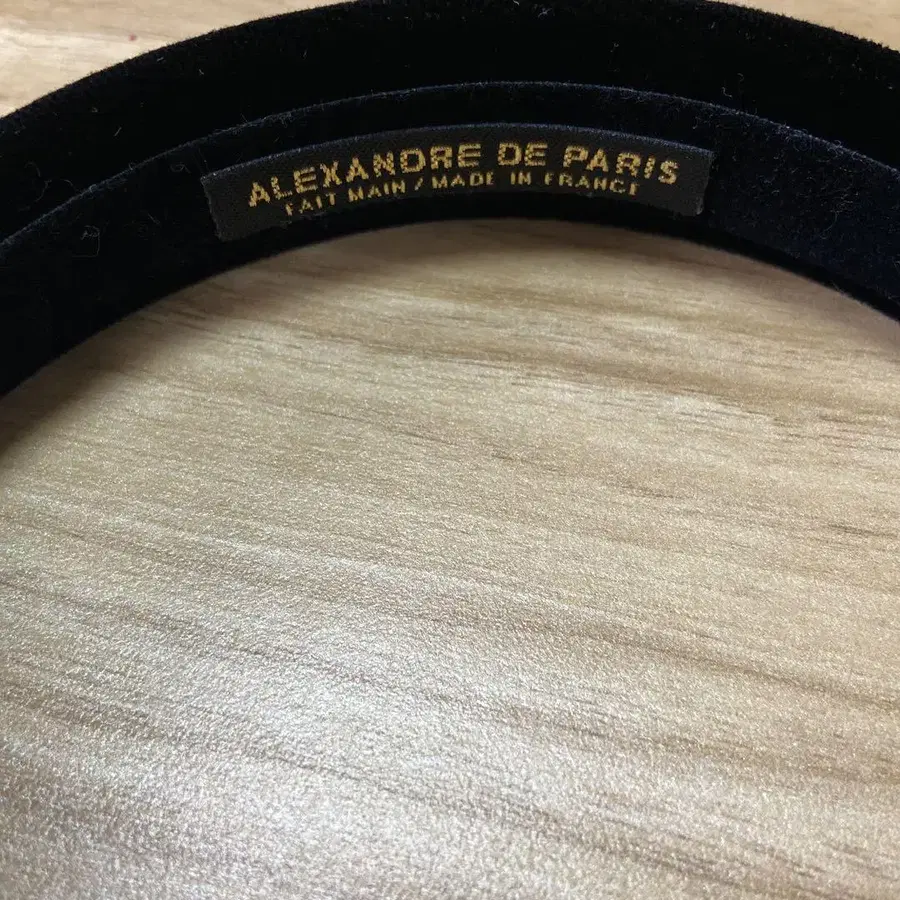 ALEXANDRE DE PARIS
FAIT MAIN / MADE IN FRANCE